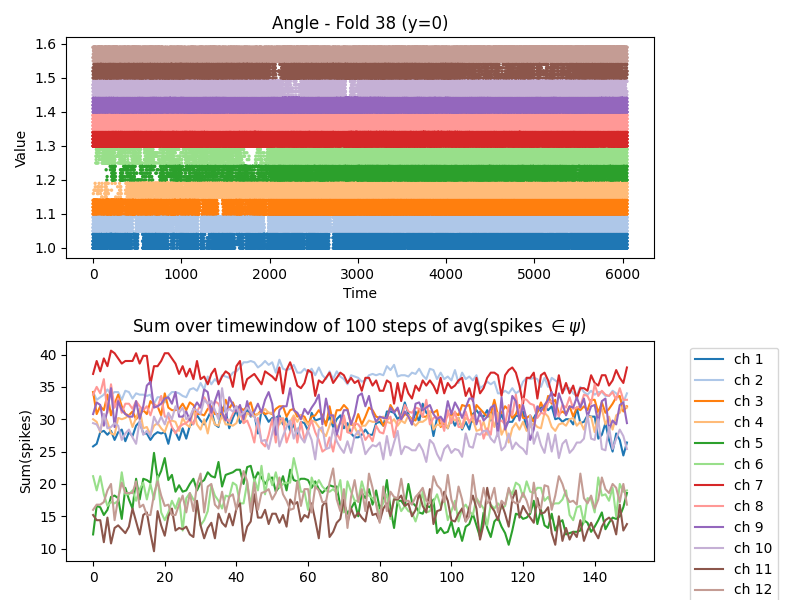 Angle - Fold 38 (y=0)
1.6
1.5
1.4
1.3
1.2
1.1
1.0
Value
0 1000 2000 3000 4000 5000 6000
Time
Sum over timewindow of 100 steps of avg(spikes ∈ ψ)
40
35
30
25
20
15
10
Sum(spikes)
0 20 40 60 80 100 120 140
ch 1
ch 2
ch 3
ch 4
ch 5
ch 6
ch 7
ch 8
ch 9
ch 10
ch 11
ch 12